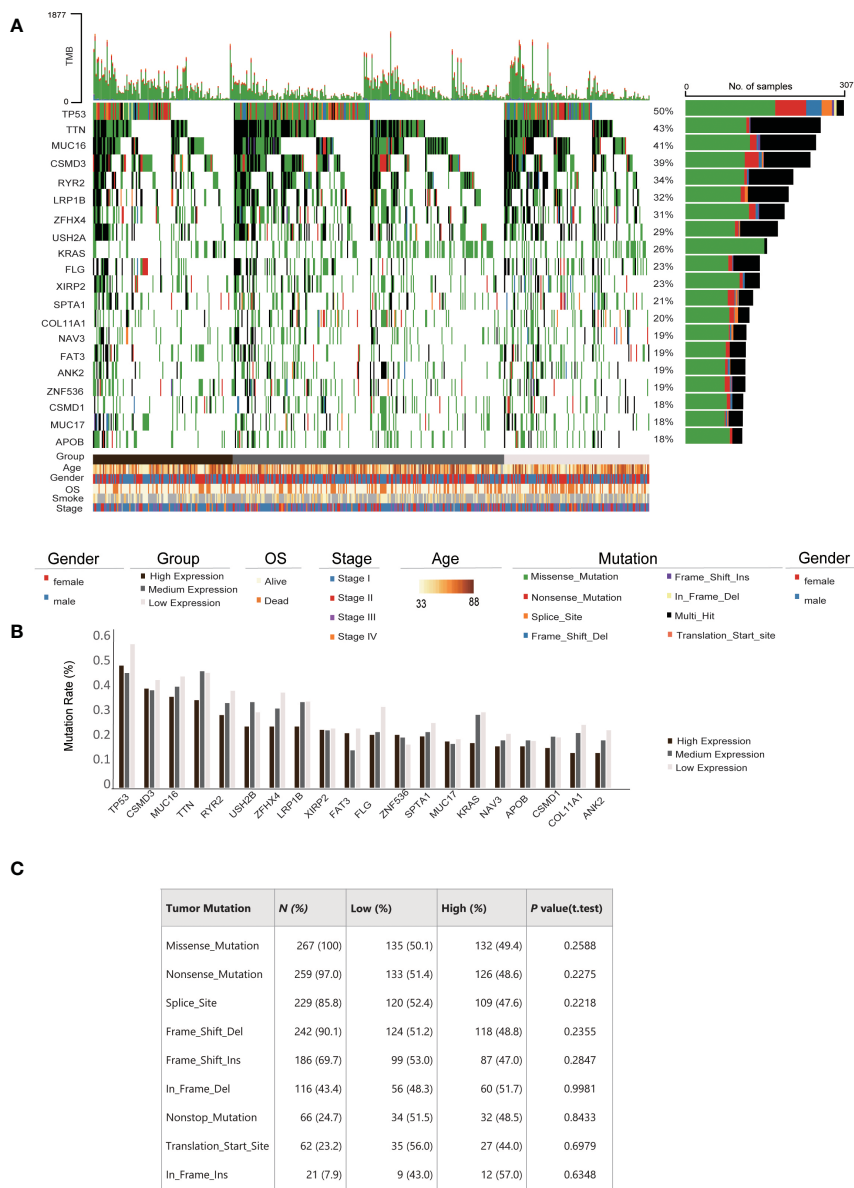 A
1877
TMB
0
No. of samples
0
307
TP53
50%
TTN
43%
MUC16
41%
CSMD3
39%
RYR2
34%
LRP1B
32%
ZFHX4
31%
USH2A
29%
KRAS
26%
FLG
23%
XIRP2
23%
SPTA1
21%
COL11A1
20%
NAV3
19%
FAT3
19%
ANK2
19%
ZNF536
19%
CSMD1
18%
MUC17
18%
APOB
18%
Group
Age
Gender
OS
Smoke
Stage
Gender
female
male
Group
High Expression
Medium Expression
Low Expression
OS
Alive
Dead
Stage
Stage I
Stage II
Stage III
Stage IV
Age
33
88
Mutation
Missense_Mutation
Nonsense_Mutation
Splice_Site
Frame_Shift_Del
Frame_Shift_Ins
In_Frame_Del
Multi_Hit
Translation_Start_site
Gender
female
male
B
Mutation Rate (%)
0.6
0.5
0.4
0.3
0.2
0.1
0
TP53
CSMD3
MUC16
TTN
RYR2
USH2B
ZFHX4
LRP1B
XIRP2
FAT3
FLG
ZNF536
SPTA1
MUC17
KRAS
NAV3
APOB
CSMD1
COL11A1
ANK2
High Expression
Medium Expression
Low Expression
C
Tumor Mutation N (%) Low (%) High (%) P value(t.test)
Missense_Mutation 267 (100) 135 (50.1) 132 (49.4) 0.2588
Nonsense_Mutation 259 (97.0) 133 (51.4) 126 (48.6) 0.2275
Splice_Site 229 (85.8) 120 (52.4) 109 (47.6) 0.2218
Frame_Shift_Del 242 (90.1) 124 (51.2) 118 (48.8) 0.2355
Frame_Shift_Ins 186 (69.7) 99 (53.0) 87 (47.0) 0.2847
In_Frame_Del 116 (43.4) 56 (48.3) 60 (51.7) 0.9981
Nonstop_Mutation 66 (24.7) 34 (51.5) 32 (48.5) 0.8433
Translation_Start_Site 62 (23.2) 35 (56.0) 27 (44.0) 0.6979
In_Frame_Ins 21 (7.9) 9 (43.0) 12 (57.0) 0.6348